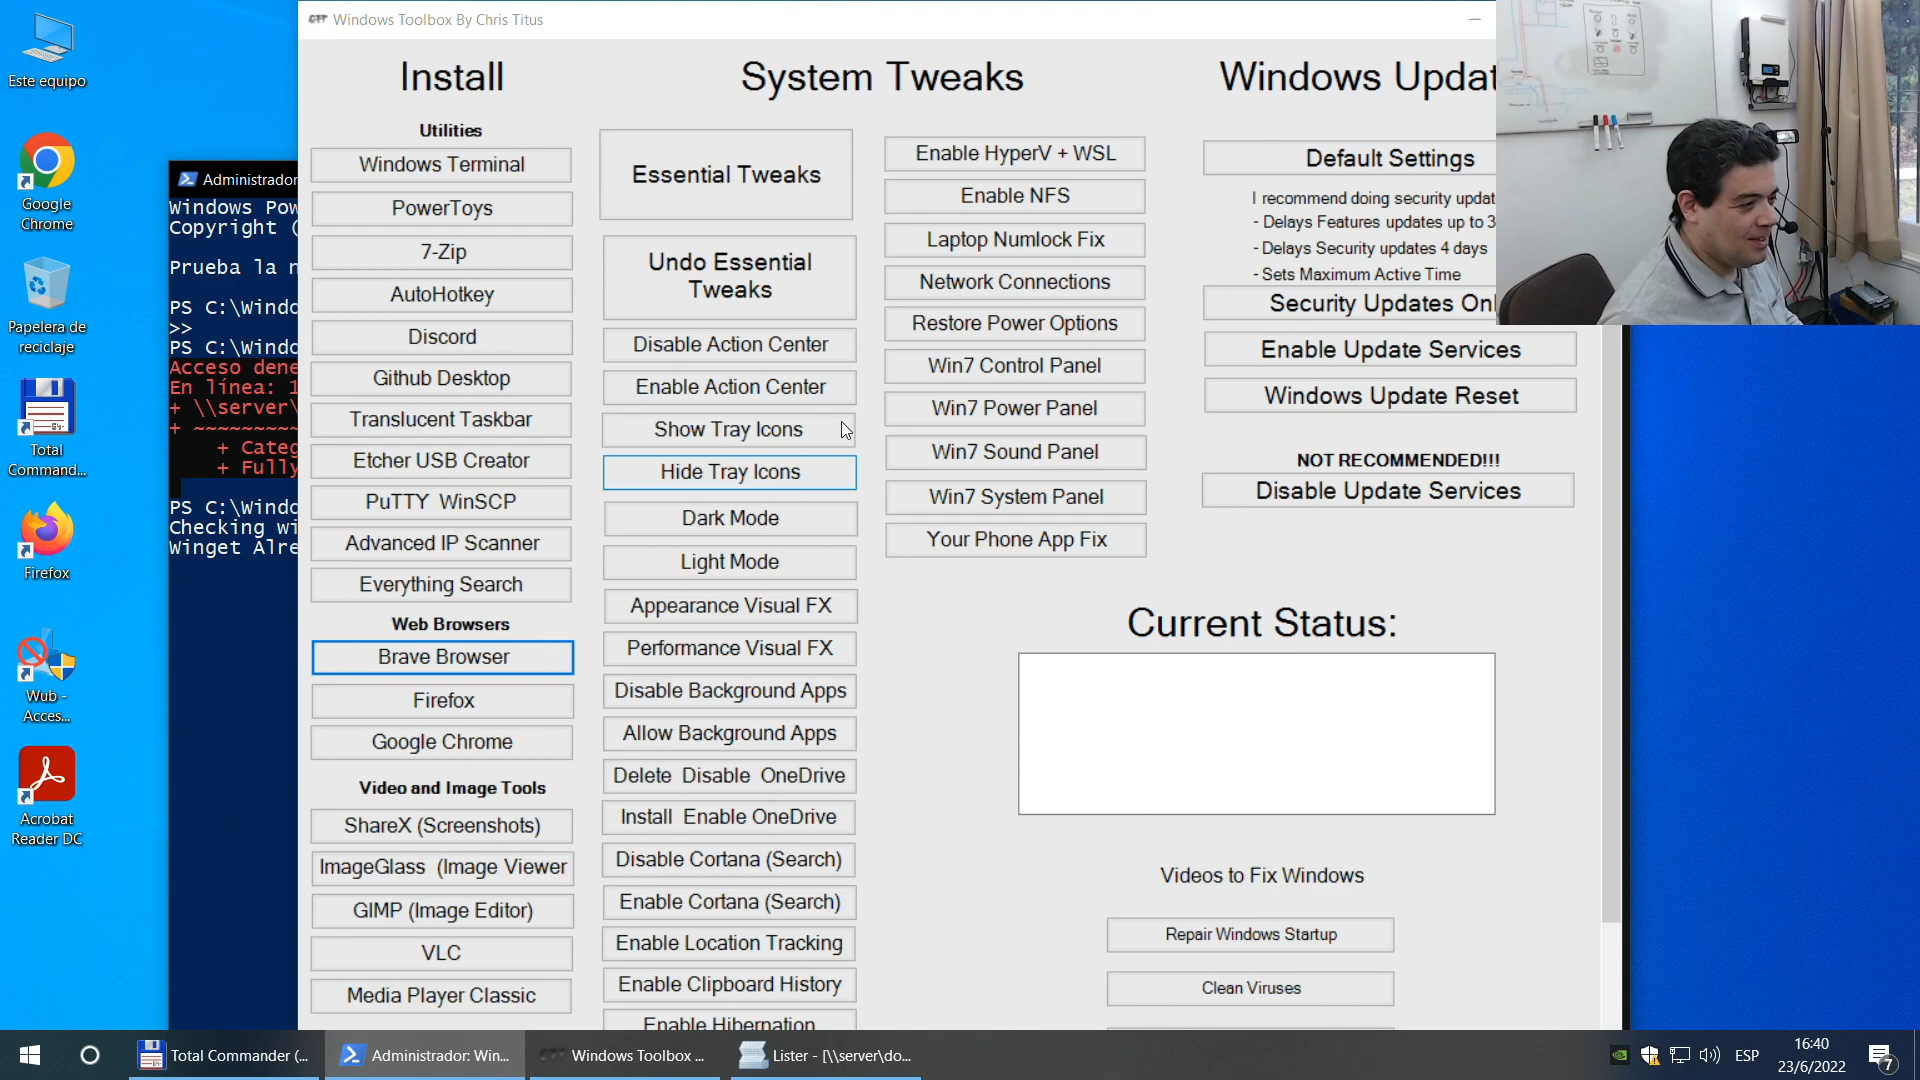 Este equipo
Google
Chrome
Papelera de
reciclaje
Total
Command...
Firefox
Wub -
Acces...
Acrobat
Reader DC
Administrador
Windows Pow
Copyright (
Prueba la n
PS C:\Windo
>>
PS C:\Windo
Acceso dene
En línea: 1
+ \\server\
+ ~~~~~~~~~
+ Categ
+ Fully
PS C:\Windo
Checking wi
Winget Alre
CTT Windows Toolbox By Chris Titus
Install
Utilities
Windows Terminal
PowerToys
7-Zip
AutoHotkey
Discord
Github Desktop
Translucent Taskbar
Etcher USB Creator
PuTTY WinSCP
Advanced IP Scanner
Everything Search
Web Browsers
Brave Browser
Firefox
Google Chrome
Video and Image Tools
ShareX (Screenshots)
ImageGlass (Image Viewer
GIMP (Image Editor)
VLC
Media Player Classic
System Tweaks
Essential Tweaks
Undo Essential
Tweaks
Disable Action Center
Enable Action Center
Show Tray Icons
Hide Tray Icons
Dark Mode
Light Mode
Appearance Visual FX
Performance Visual FX
Disable Background Apps
Allow Background Apps
Delete Disable OneDrive
Install Enable OneDrive
Disable Cortana (Search)
Enable Cortana (Search)
Enable Location Tracking
Enable Clipboard History
Enable Hibernation
Enable HyperV + WSL
Enable NFS
Laptop Numlock Fix
Network Connections
Restore Power Options
Win7 Control Panel
Win7 Power Panel
Win7 Sound Panel
Win7 System Panel
Your Phone App Fix
Windows Updat
Default Settings
I recommend doing security updat
- Delays Features updates up to 3
- Delays Security updates 4 days
- Sets Maximum Active Time
Security Updates Onl
Enable Update Services
Windows Update Reset
NOT RECOMMENDED!!!
Disable Update Services
Current Status:
Videos to Fix Windows
Repair Windows Startup
Clean Viruses
Total Commander (...
Administrador: Win...
CTT Windows Toolbox ...
Lister - [\\server\do...
ESP
16:40
23/6/2022
7